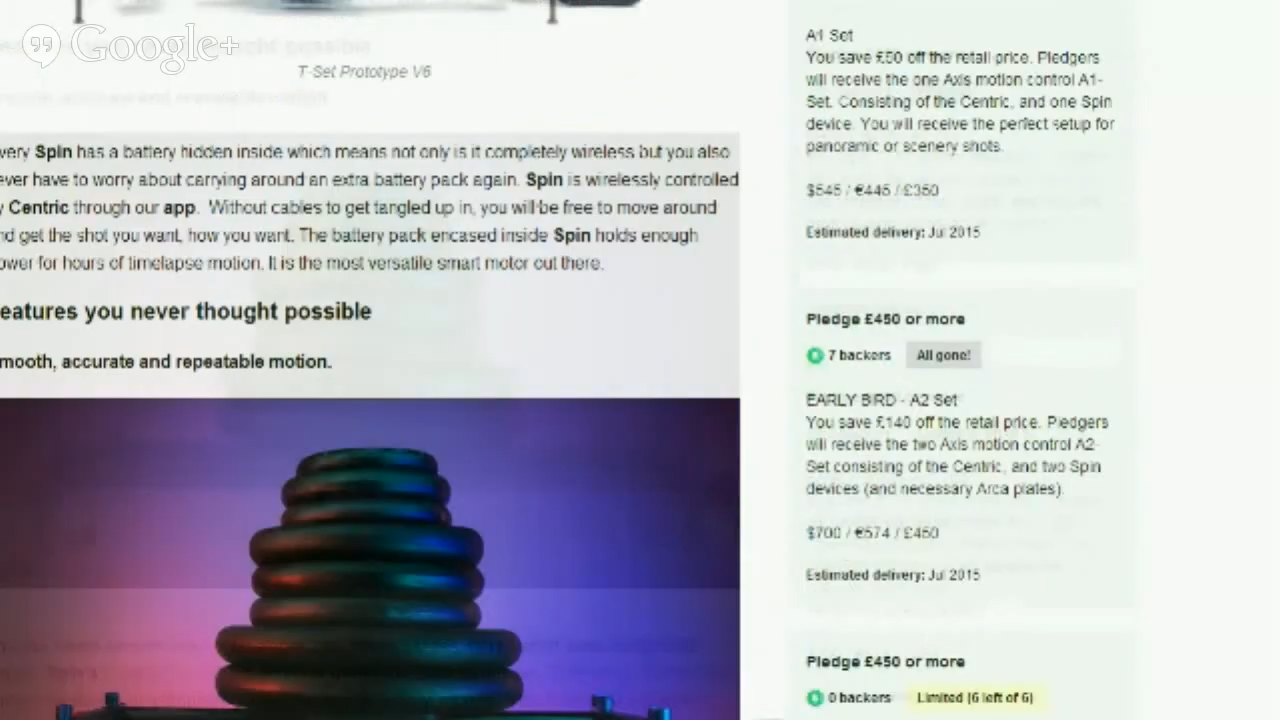 Google+
T-Set Prototype V6
very Spin has a battery hidden inside which means not only is it completely wireless but you also
ever have to worry about carrying around an extra battery pack again. Spin is wirelessly controlled
y Centric through our app. Without cables to get tangled up in, you will be free to move around
nd get the shot you want, how you want. The battery pack encased inside Spin holds enough
ower for hours of timelapse motion. It is the most versatile smart motor out there.
eatures you never thought possible
mooth, accurate and repeatable motion.
A1 Set
You save £50 off the retail price. Pledgers
will receive the one Axis motion control A1-
Set. Consisting of the Centric, and one Spin
device. You will receive the perfect setup for
panoramic or scenery shots.
$545 / €445 / £350
Estimated delivery: Jul 2015
Pledge £450 or more
7 backers All gone!
EARLY BIRD - A2 Set
You save £140 off the retail price. Pledgers
will receive the two Axis motion control A2-
Set consisting of the Centric, and two Spin
devices (and necessary Arca plates).
$700 / €574 / £450
Estimated delivery: Jul 2015
Pledge £450 or more
0 backers Limited (6 left of 6)